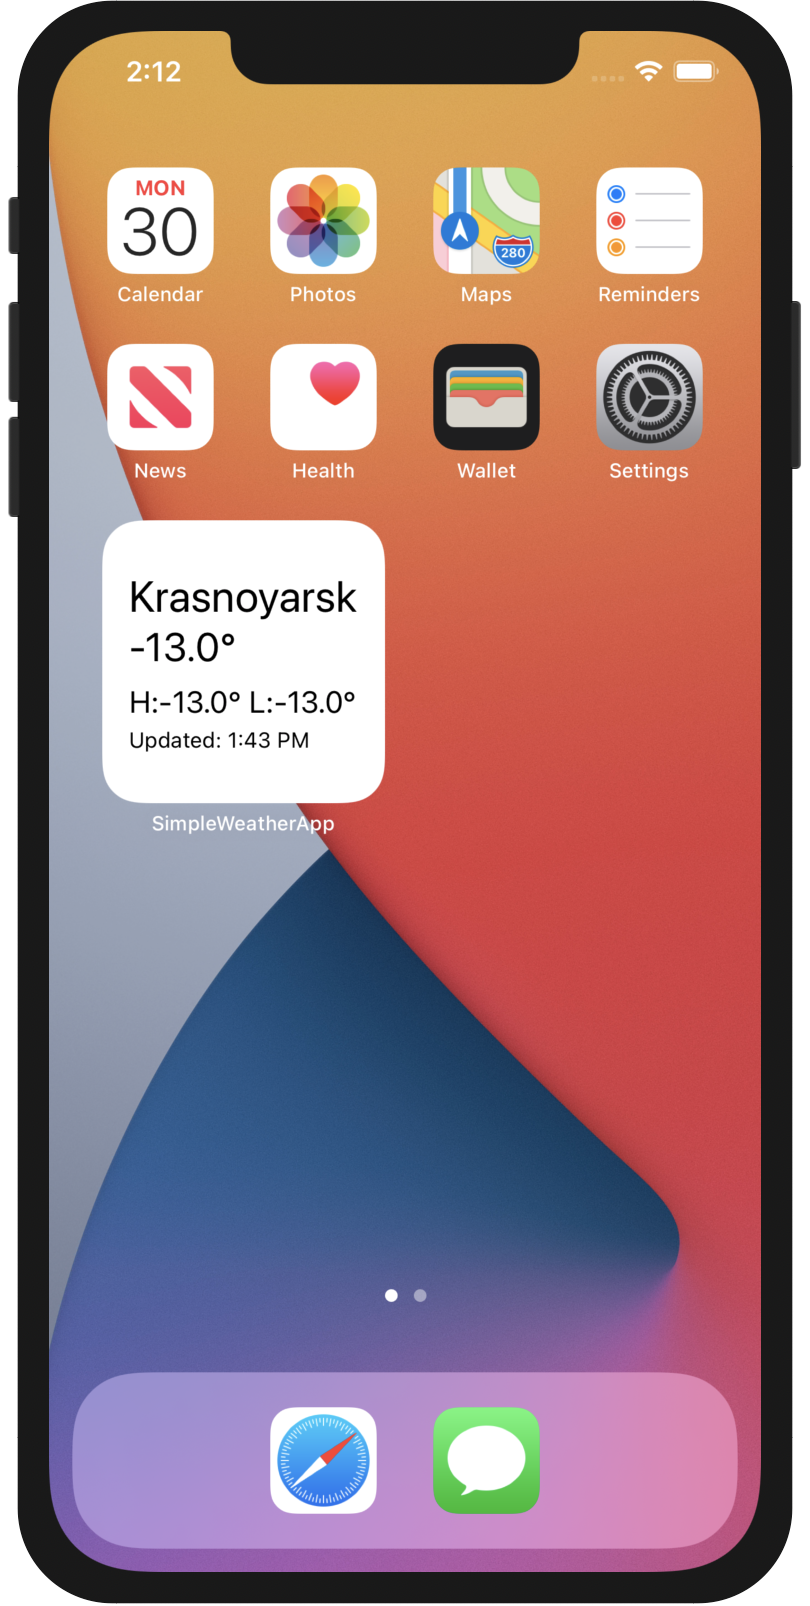 2:12
MON
30
280
Calendar Photos Maps Reminders
News Health Wallet Settings
Krasnoyarsk
-13.0°
H:-13.0° L:-13.0°
Updated: 1:43 PM
SimpleWeatherApp